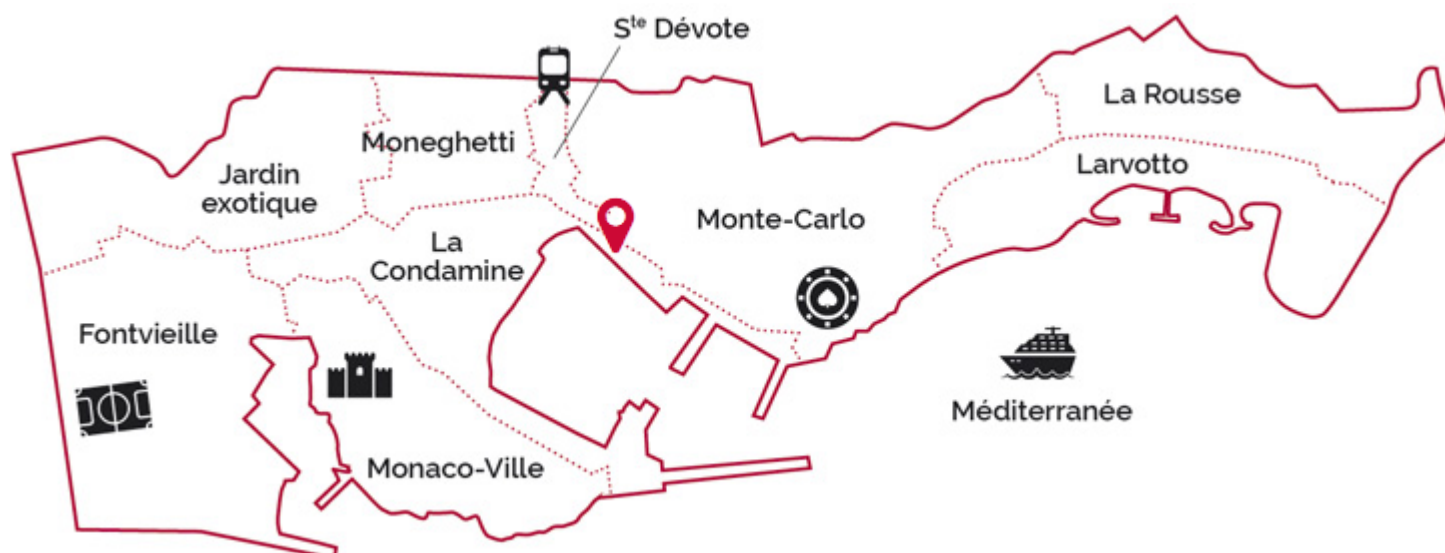 Sᵗᵉ Dévote
La Rousse
Moneghetti
Larvotto
Jardin
exotique
Monte-Carlo
La
Condamine
Fontvieille
Méditerranée
Monaco-Ville